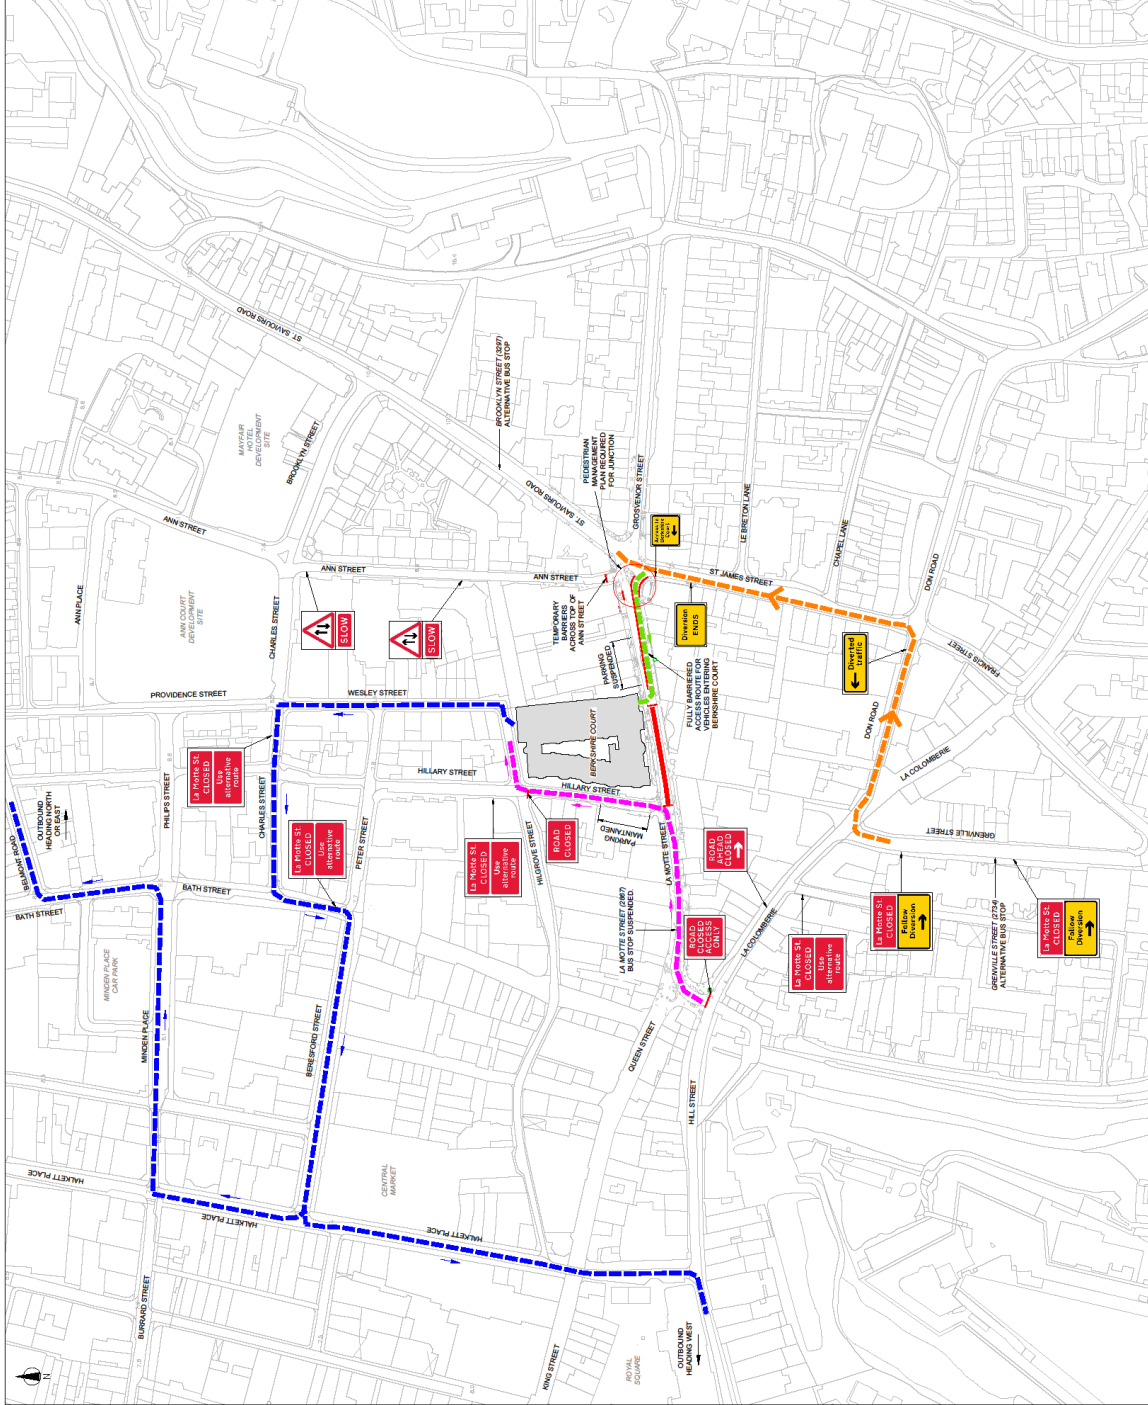 ST. SAVIOURS ROAD
MAYFAIR
HOTEL
DEVELOPMENT
SITE
BROOKLYN STREET
BROOKLYN STREET (3297)
ALTERNATIVE BUS STOP
ANN STREET
ST. SAVIOURS ROAD
PEDESTRIAN
MANAGEMENT
PLAN REQUIRED
FOR JUNCTION
GROSVENOR STREET
LE BRETON LANE
CHAPEL LANE
DON ROAD
ANN PLACE
ANN COURT
DEVELOPMENT
SITE
CHARLES STREET
ANN STREET
ANN STREET
SLOW
SLOW
TEMPORARY
BARRIERS
ACROSS TOP OF
ANN STREET
PARKING
SUSPENDED
Access to
Berkshire
Court
ST JAMES STREET
Diversion
ENDS
FULLY BARRIERED
ACCESS ROUTE FOR
VEHICLES ENTERING
BERKSHIRE COURT
Diverted
traffic
FRANCIS STREET
DON ROAD
LA COLOMBERIE
PROVIDENCE STREET
WESLEY STREET
BERKSHIRE COURT
HILLARY STREET
HILLARY STREET
PARKING
MAINTAINED
LA MOTTE STREET
PHILIPS STREET
La Motte St.
CLOSED
Use
alternative
route
CHARLES STREET
La Motte St.
CLOSED
Use
alternative
route
PETER STREET
La Motte St.
CLOSED
Use
alternative
route
HILGROVE STREET
ROAD
CLOSED
ROAD
AHEAD
CLOSED
GRENVILLE STREET
BELMONT ROAD
OUTBOUND
HEADING NORTH
OR EAST
BATH STREET
BATH STREET
LA MOTTE STREET (2667)
BUS STOP SUSPENDED.
ROAD
CLOSED
ACCESS
ONLY
LA COLOMBERIE
La Motte St.
CLOSED
Use
alternative
route
La Motte St.
CLOSED
Follow
Diversion
GRENVILLE STREET (2734)
ALTERNATIVE BUS STOP
La Motte St.
CLOSED
Follow
Diversion
MINDEN PLACE
CAR PARK
MINDEN PLACE
BERESFORD STREET
QUEEN STREET
HILL STREET
HALKETT PLACE
HALKETT PLACE
CENTRAL
MARKET
HALKETT PLACE
BURRARD STREET
KING STREET
ROYAL
SQUARE
OUTBOUND
HEADING WEST
N